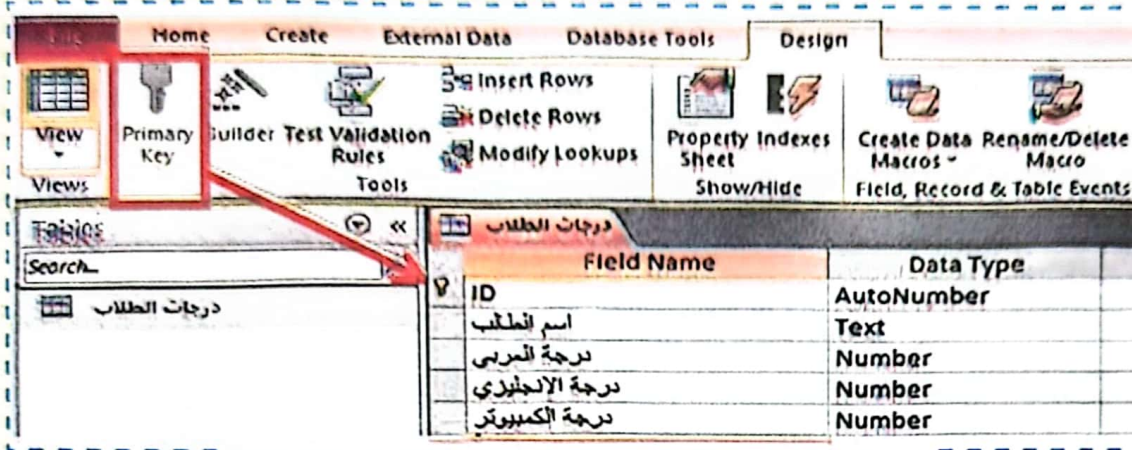 File Home Create External Data Database Tools Design
View Primary Key Builder Test Validation Rules
Insert Rows
Delete Rows
Modify Lookups
Property Sheet Indexes Create Data Macros Rename/Delete Macro
Views Tools Show/Hide Field, Record & Table Events
Tables «
درجات الطلاب
Search...
Field Name Data Type
درجات الطلاب
ID AutoNumber
اسم الطالب Text
درجة العربي Number
درجة الانجليزي Number
درجة الكمبيوتر Number